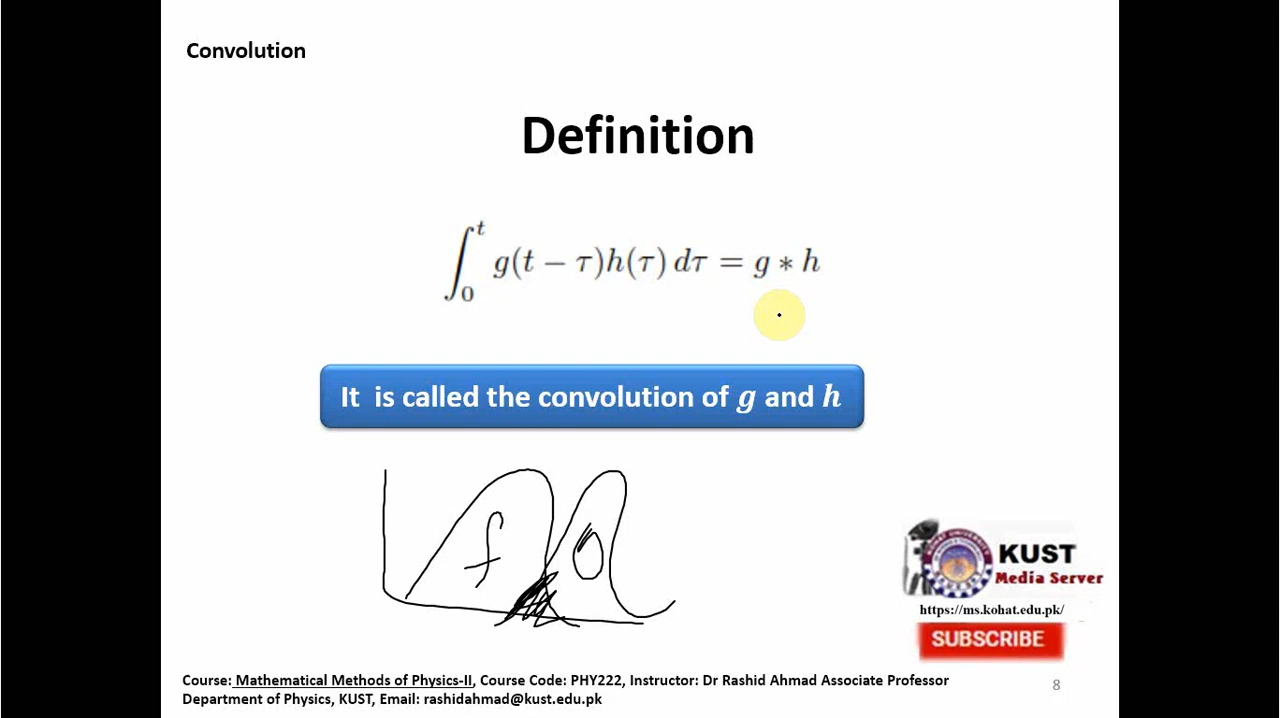 Convolution
Definition
∫₀ᵗ g(t − τ)h(τ) dτ = g ∗ h
It is called the convolution of g and h
f
KUST
Media Server
https://ms.kohat.edu.pk/
SUBSCRIBE
Course: Mathematical Methods of Physics-II, Course Code: PHY222, Instructor: Dr Rashid Ahmad Associate Professor
8
Department of Physics, KUST, Email: rashidahmad@kust.edu.pk